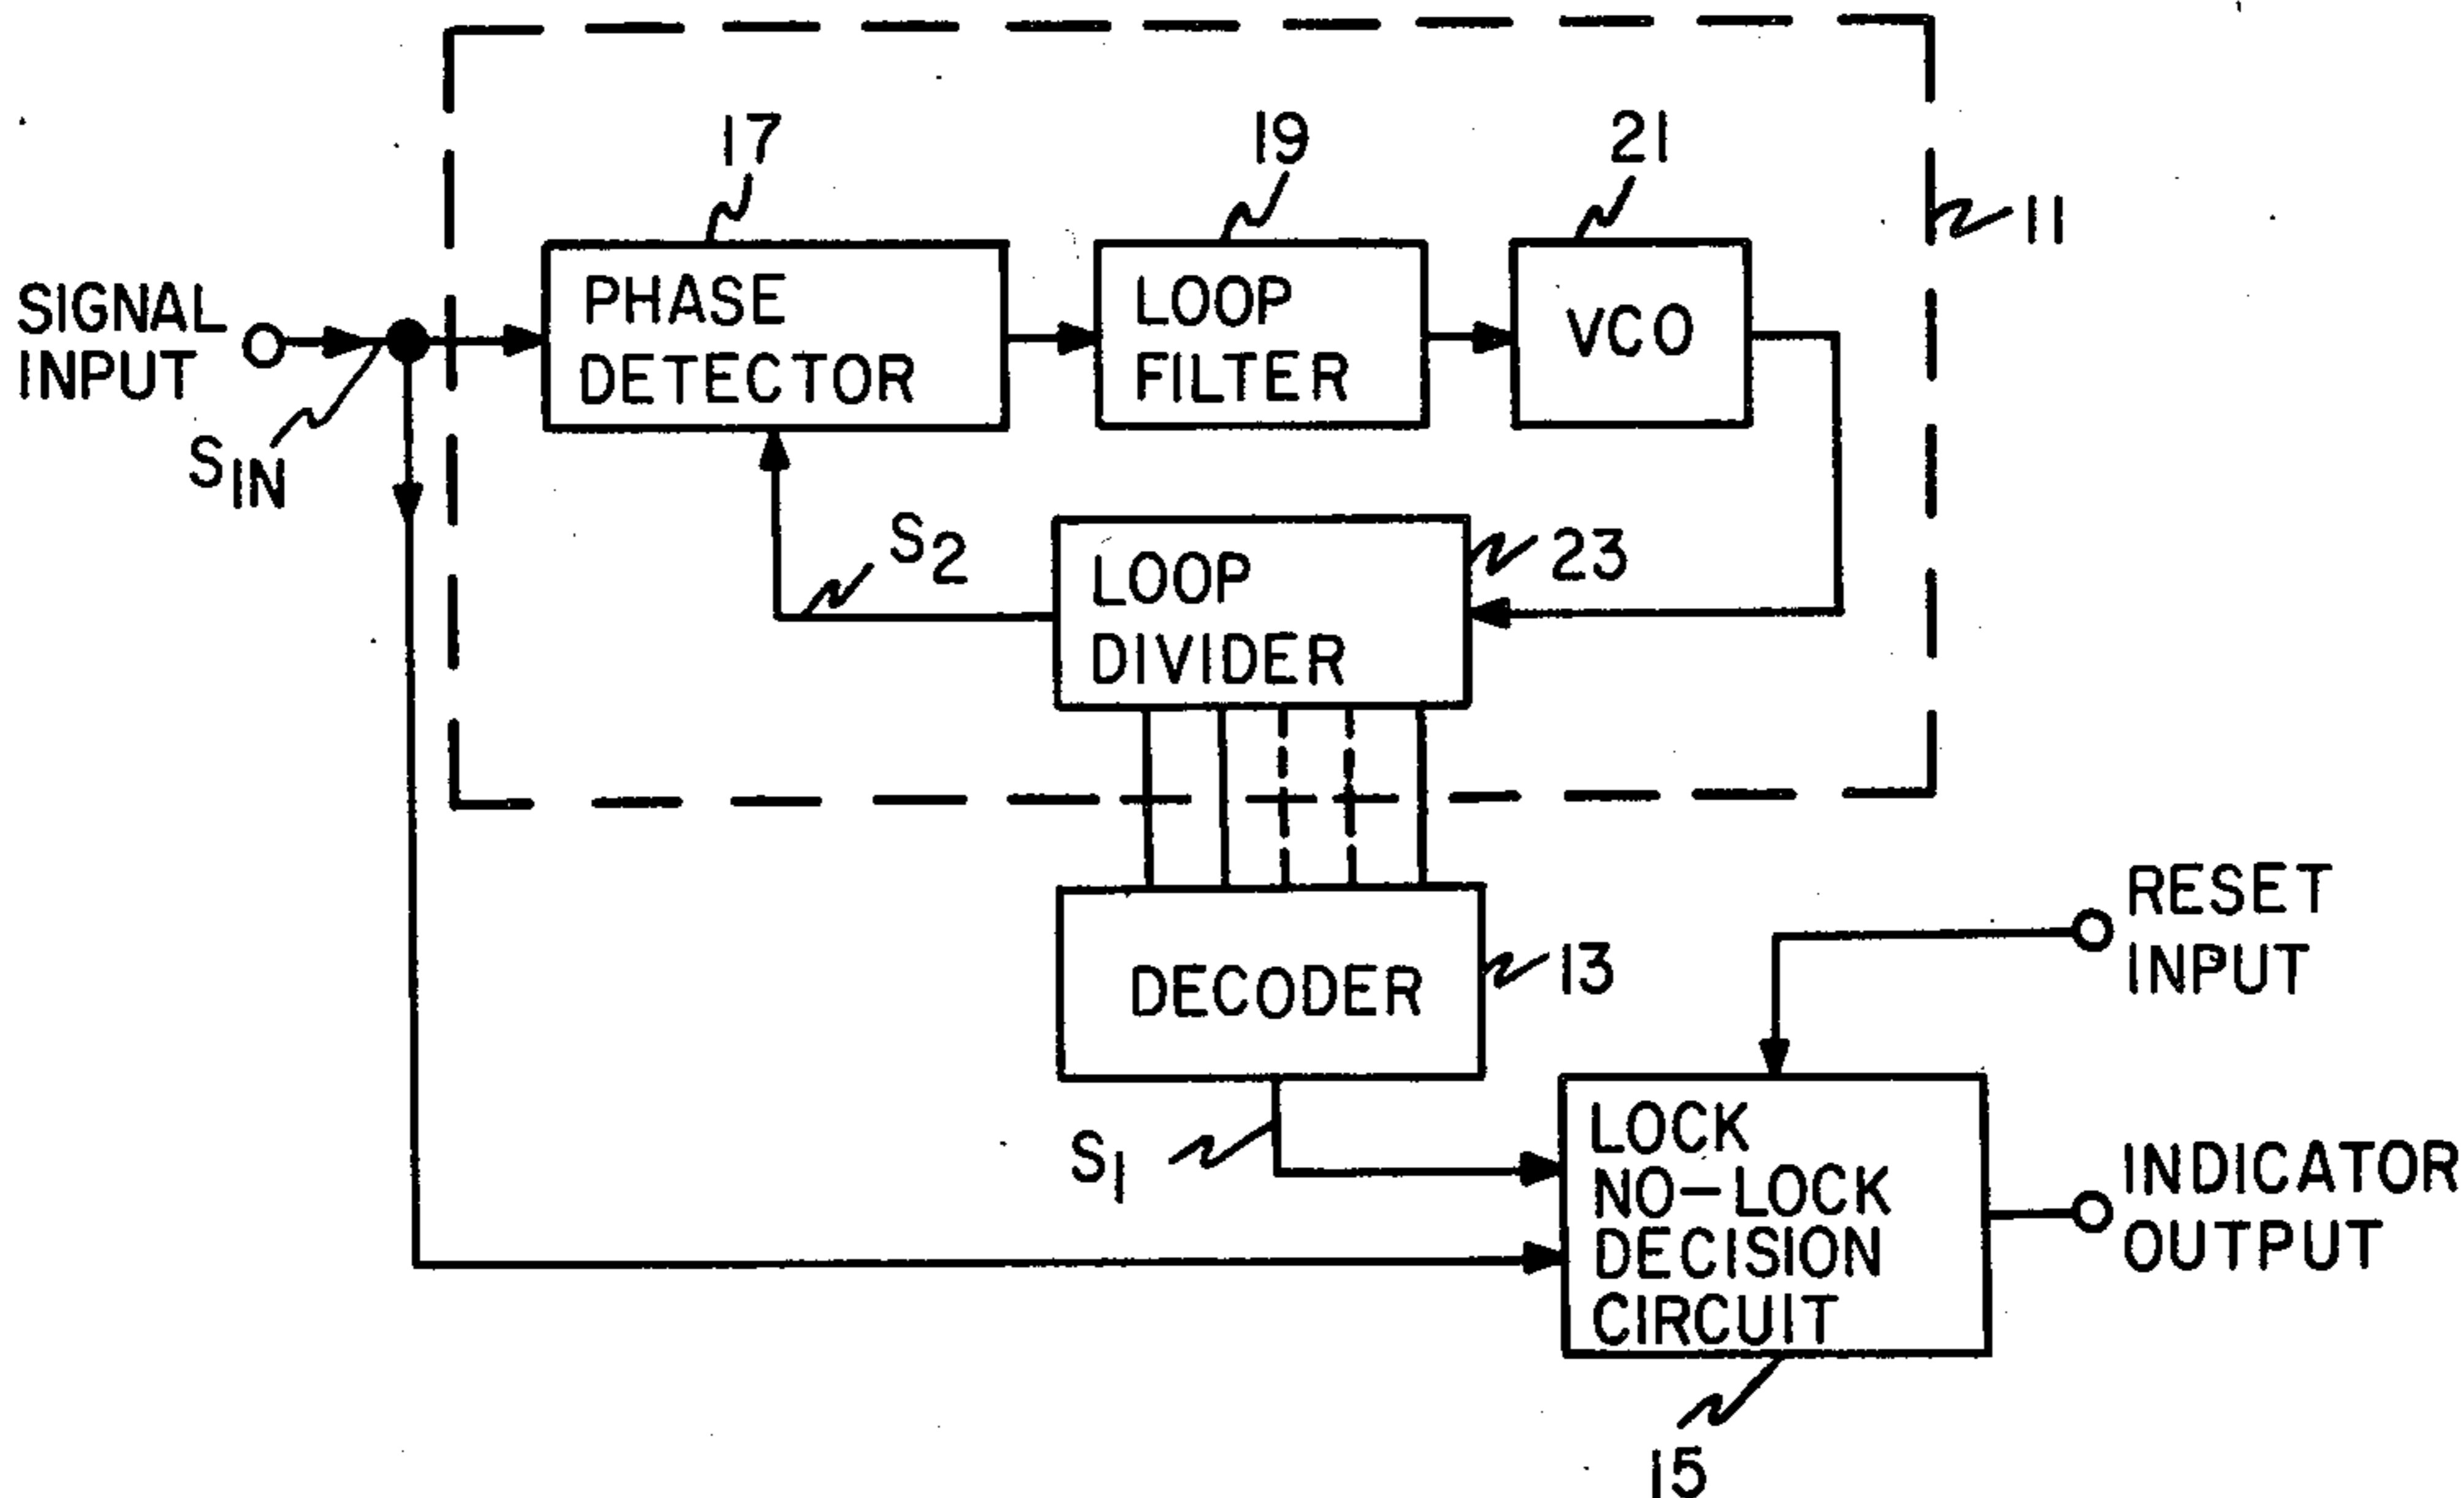 17
19
21
11
SIGNAL
INPUT
SIN
PHASE
DETECTOR
LOOP
FILTER
VCO
S2
LOOP
DIVIDER
23
DECODER
13
RESET
INPUT
S1
LOCK
NO-LOCK
DECISION
CIRCUIT
INDICATOR
OUTPUT
15